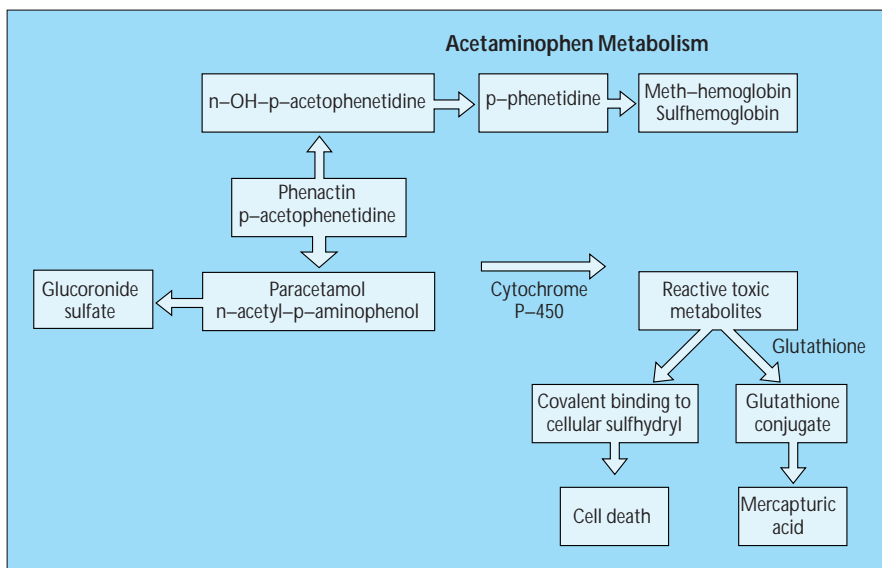 Acetaminophen Metabolism
n–OH–p–acetophenetidine
p–phenetidine
Meth–hemoglobin
Sulfhemoglobin
Phenactin
p–acetophenetidine
Glucoronide
sulfate
Paracetamol
n–acetyl–p–aminophenol
Cytochrome
P–450
Reactive toxic
metabolites
Glutathione
Covalent binding to
cellular sulfhydryl
Glutathione
conjugate
Cell death
Mercapturic
acid